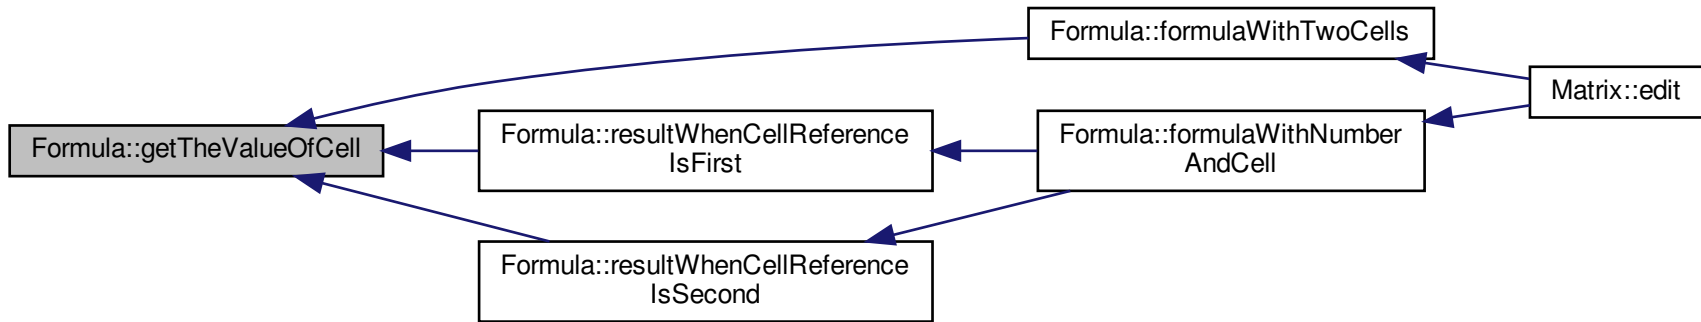 Formula::getTheValueOfCell
Formula::formulaWithTwoCells
Formula::resultWhenCellReference
IsFirst
Formula::resultWhenCellReference
IsSecond
Formula::formulaWithNumber
AndCell
Matrix::edit